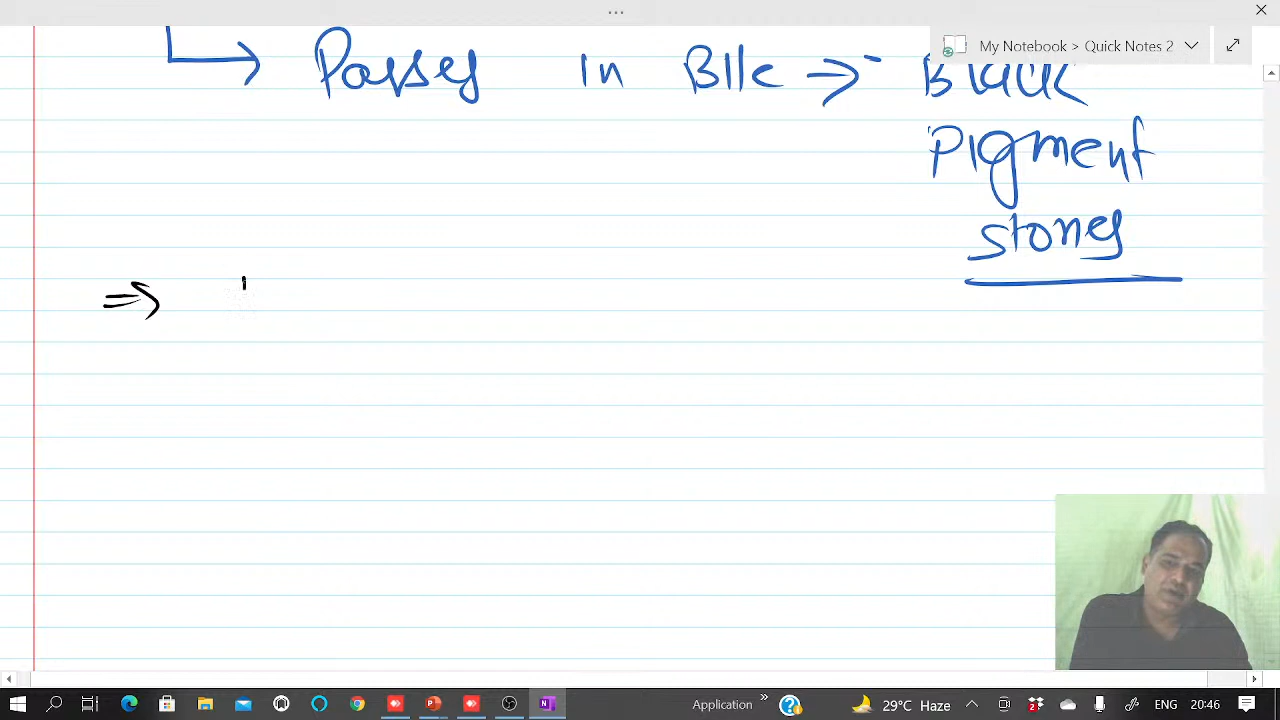 ...
My Notebook > Quick Notes 2
Passes in Bile → Black
Pigment
stones
⇒
Application
29°C Haze
ENG
20:46